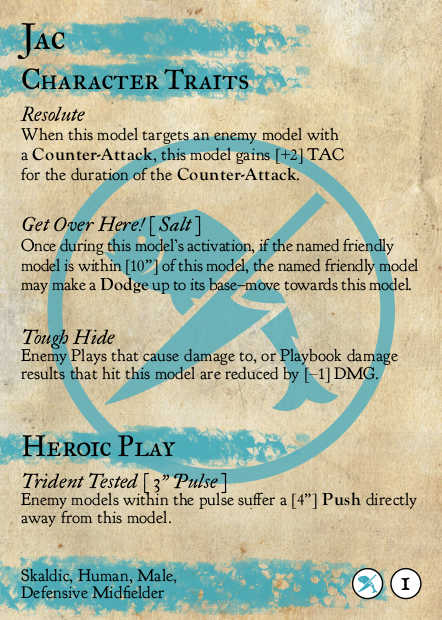 Jac
Character Traits
Resolute
When this model targets an enemy model with
a Counter-Attack, this model gains [+2] TAC
for the duration of the Counter-Attack.
Get Over Here! [ Salt ]
Once during this model's activation, if the named friendly
model is within [10”] of this model, the named friendly model
may make a Dodge up to its base–move towards this model.
Tough Hide
Enemy Plays that cause damage to, or Playbook damage
results that hit this model are reduced by [–1] DMG.
Heroic Play
Trident Tested [ 3” Pulse ]
Enemy models within the pulse suffer a [4”] Push directly
away from this model.
Skaldic, Human, Male,
Defensive Midfielder
1